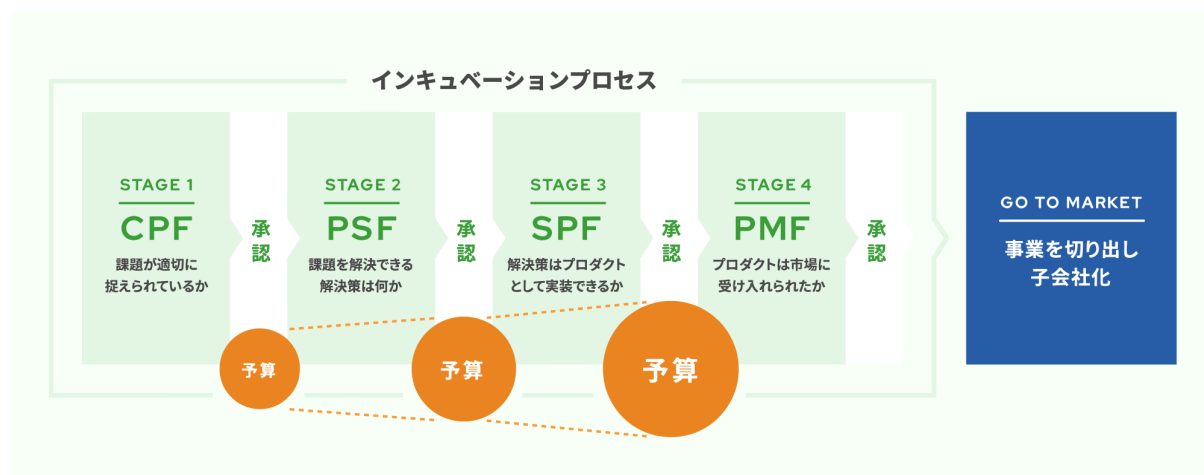 インキュベーションプロセス
STAGE 1
CPF
課題が適切に
捉えられているか
承認
STAGE 2
PSF
課題を解決できる
解決策は何か
承認
STAGE 3
SPF
解決策はプロダクト
として実装できるか
承認
STAGE 4
PMF
プロダクトは市場に
受け入れられたか
承認
予算
予算
予算
GO TO MARKET
事業を切り出し
子会社化